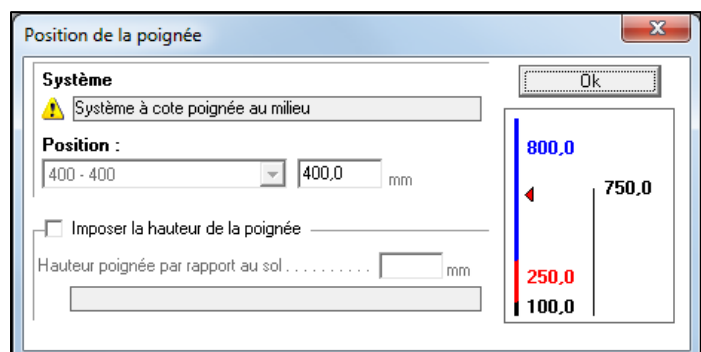 Position de la poignée
Système
Ok
Système à cote poignée au milieu
Position :
400 - 400
400,0
mm
Imposer la hauteur de la poignée
Hauteur poignée par rapport au sol . . . . . . . . . .
mm
800,0
750,0
250,0
100,0